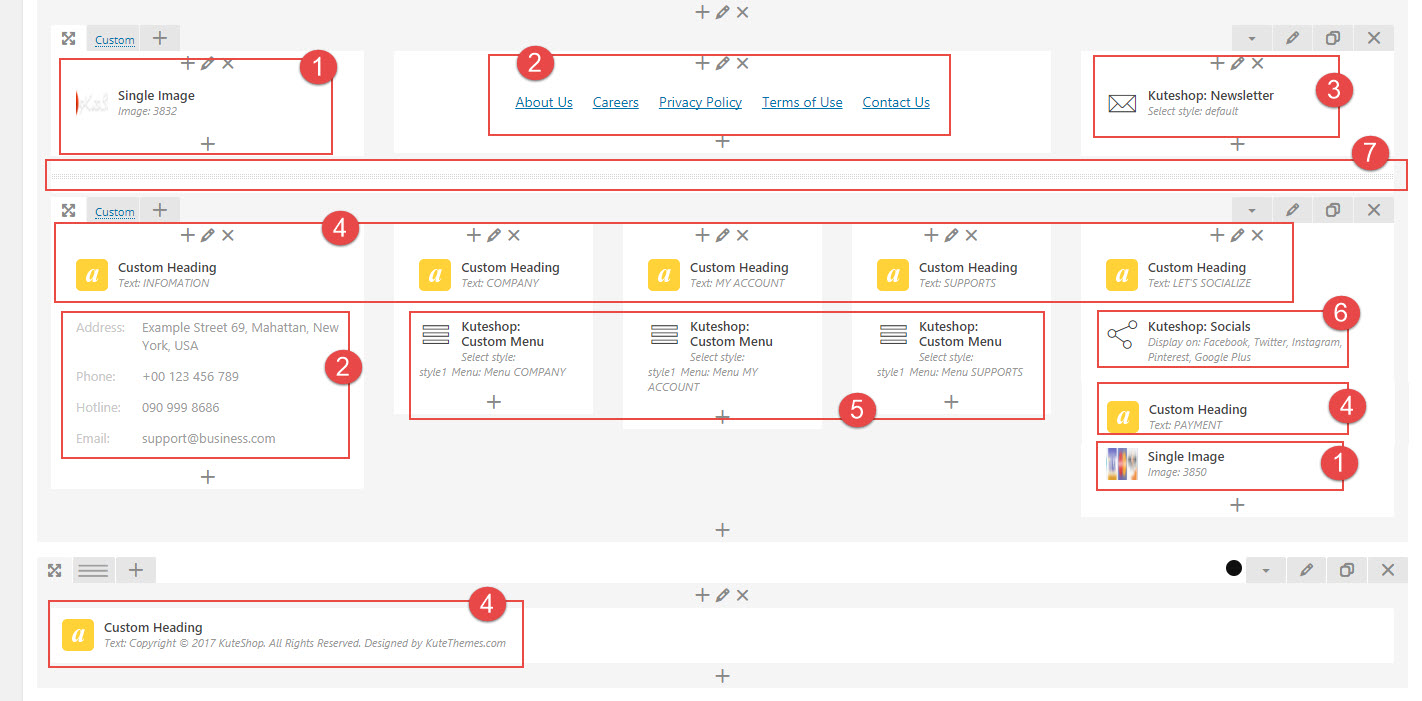 Custom
1
Single Image
Image: 3832
2
About Us Careers Privacy Policy Terms of Use Contact Us
3
Kuteshop: Newsletter
Select style: default
7
Custom
4
Custom Heading
Text: INFOMATION
Custom Heading
Text: COMPANY
Custom Heading
Text: MY ACCOUNT
Custom Heading
Text: SUPPORTS
Custom Heading
Text: LET'S SOCIALIZE
2
Address: Example Street 69, Mahattan, New
York, USA
Phone: +00 123 456 789
Hotline: 090 999 8686
Email: support@business.com
Kuteshop:
Custom Menu
Select style:
style1 Menu: Menu COMPANY
Kuteshop:
Custom Menu
Select style:
style1 Menu: Menu MY
ACCOUNT
Kuteshop:
Custom Menu
Select style:
style1 Menu: Menu SUPPORTS
5
6
Kuteshop: Socials
Display on: Facebook, Twitter, Instagram,
Pinterest, Google Plus
4
Custom Heading
Text: PAYMENT
1
Single Image
Image: 3850
4
Custom Heading
Text: Copyright © 2017 KuteShop. All Rights Reserved. Designed by KuteThemes.com